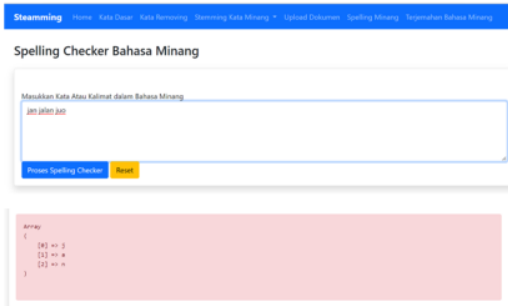 Steamming Home Kata Dasar Kata Removing Stemming Kata Minang Upload Dokumen Spelling Minang Terjemahan Bahasa Minang
Spelling Checker Bahasa Minang
Masukkan Kata Atau Kalimat dalam Bahasa Minang
jan jalan juo
Proses Spelling Checker Reset
Array
(
[0] => j
[1] => a
[2] => n
)